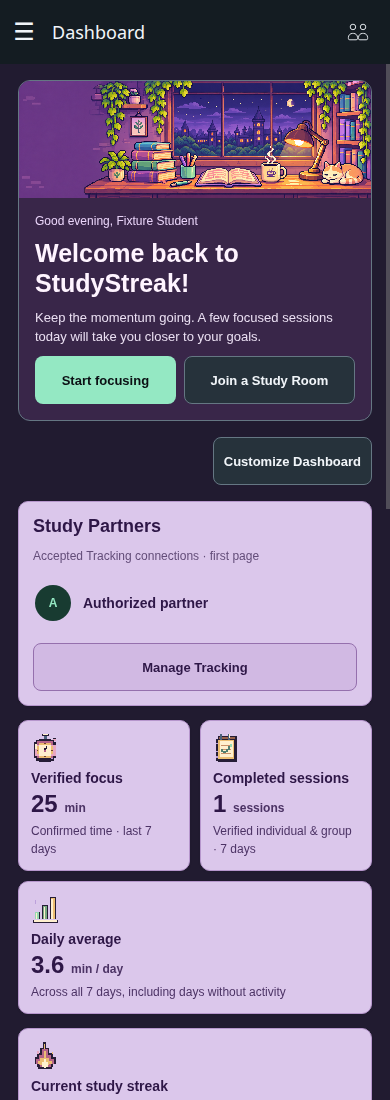 Dashboard
Good evening, Fixture Student
Welcome back to
StudyStreak!
Keep the momentum going. A few focused sessions
today will take you closer to your goals.
Start focusing
Join a Study Room
Customize Dashboard
Study Partners
Accepted Tracking connections · first page
A
Authorized partner
Manage Tracking
Verified focus
25 min
Confirmed time · last 7
days
Completed sessions
1 sessions
Verified individual & group
· 7 days
Daily average
3.6 min / day
Across all 7 days, including days without activity
Current study streak